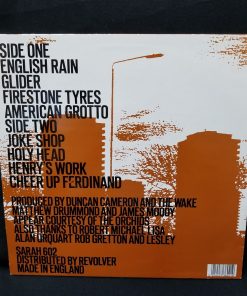 SIDE ONE
ENGLISH RAIN
GLIDER
FIRESTONE TYRES
AMERICAN GROTTO
SIDE TWO
JOKE SHOP
HOLY HEAD
HENRY'S WORK
CHEER UP FERDINAND
PRODUCED BY DUNCAN CAMERON AND THE WAKE
MATTHEW DRUMMOND AND JAMES MOODY
APPEAR COURTESY OF THE ORCHIDS
ALSO THANKS TO ROBERT MICHAEL LISA
ALAN URQUART ROB GRETTON AND LESLEY
SARAH 602
DISTRIBUTED BY REVOLVER
MADE IN ENGLAND